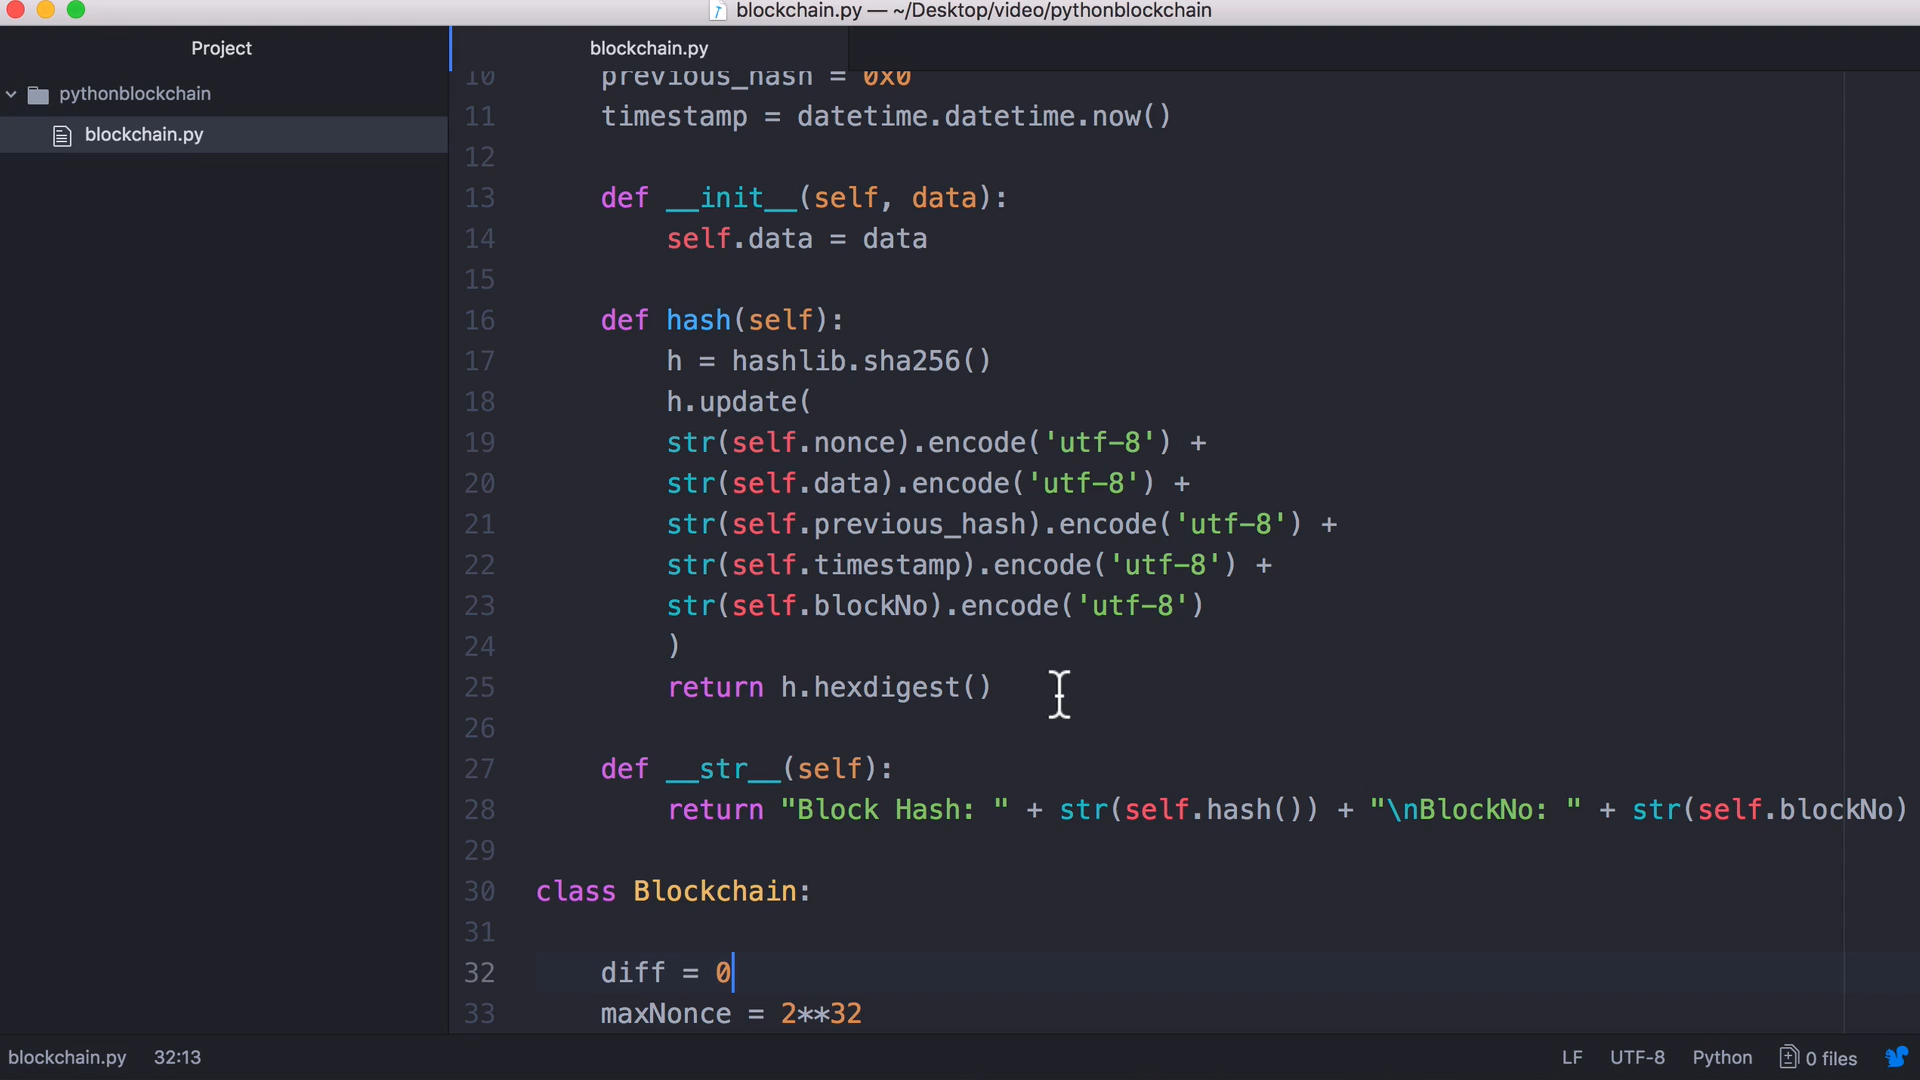 blockchain.py — ~/Desktop/video/pythonblockchain
Project
blockchain.py
pythonblockchain
blockchain.py
10 previous_hash = 0x0
11 timestamp = datetime.datetime.now()
12
13 def __init__(self, data):
14 self.data = data
15
16 def hash(self):
17 h = hashlib.sha256()
18 h.update(
19 str(self.nonce).encode('utf-8') +
20 str(self.data).encode('utf-8') +
21 str(self.previous_hash).encode('utf-8') +
22 str(self.timestamp).encode('utf-8') +
23 str(self.blockNo).encode('utf-8')
24 )
25 return h.hexdigest()
26
27 def __str__(self):
28 return "Block Hash: " + str(self.hash()) + "\nBlockNo: " + str(self.blockNo)
29
30 class Blockchain:
31
32 diff = 0
33 maxNonce = 2**32
blockchain.py 32:13 LF UTF-8 Python 0 files